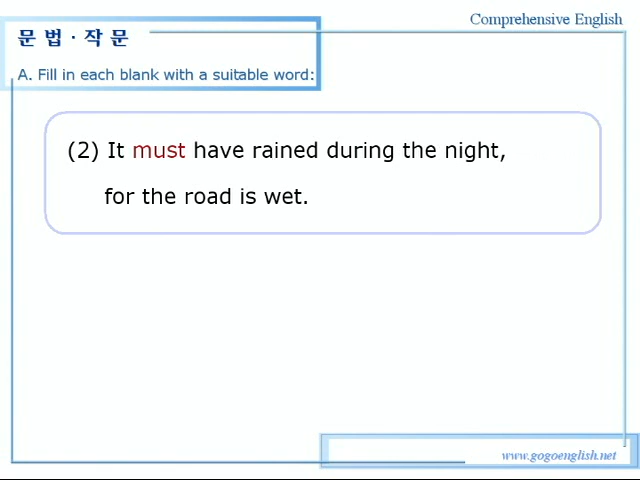 Comprehensive English
문 법 · 작 문
A. Fill in each blank with a suitable word:
(2) It must have rained during the night,
for the road is wet.
www.gogoenglish.net